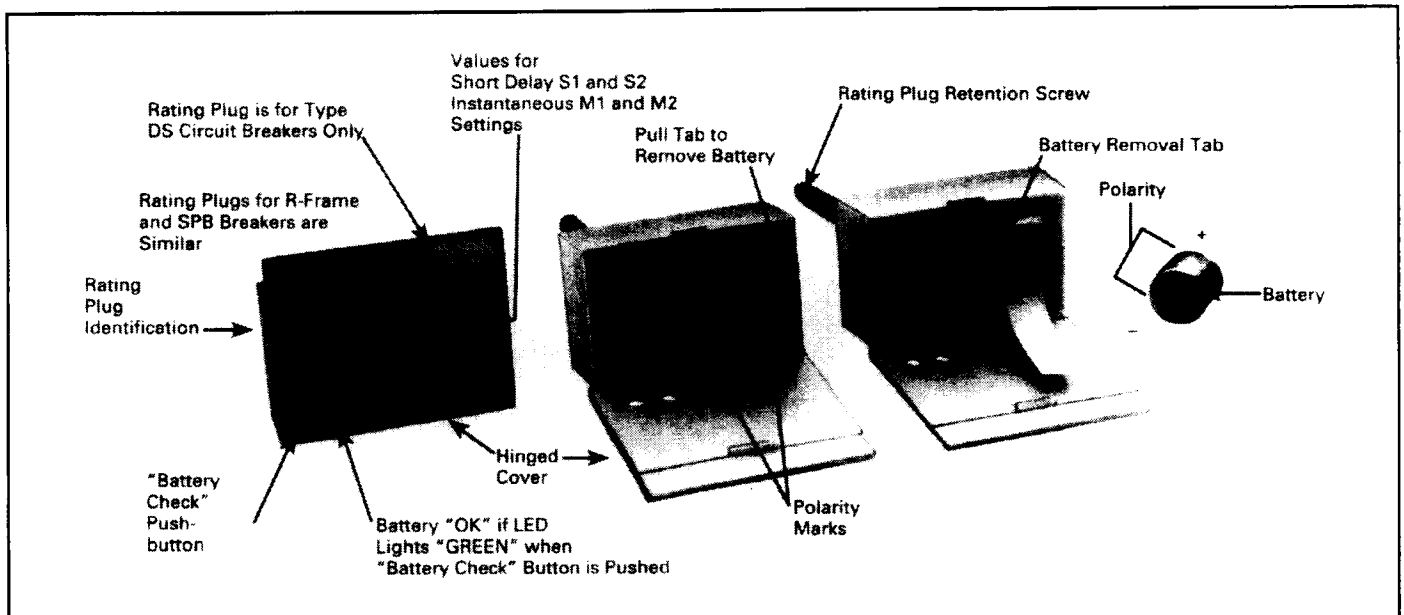 Values for
Short Delay S1 and S2
Instantaneous M1 and M2
Settings
Rating Plug is for Type
DS Circuit Breakers Only
Rating Plugs for R-Frame
and SPB Breakers are
Similar
Rating
Plug
Identification
"Battery
Check"
Push-
button
Battery "OK" if LED
Lights "GREEN" when
"Battery Check" Button is Pushed
Hinged
Cover
Pull Tab to
Remove Battery
Polarity
Marks
Rating Plug Retention Screw
Battery Removal Tab
Polarity
+
Battery
–